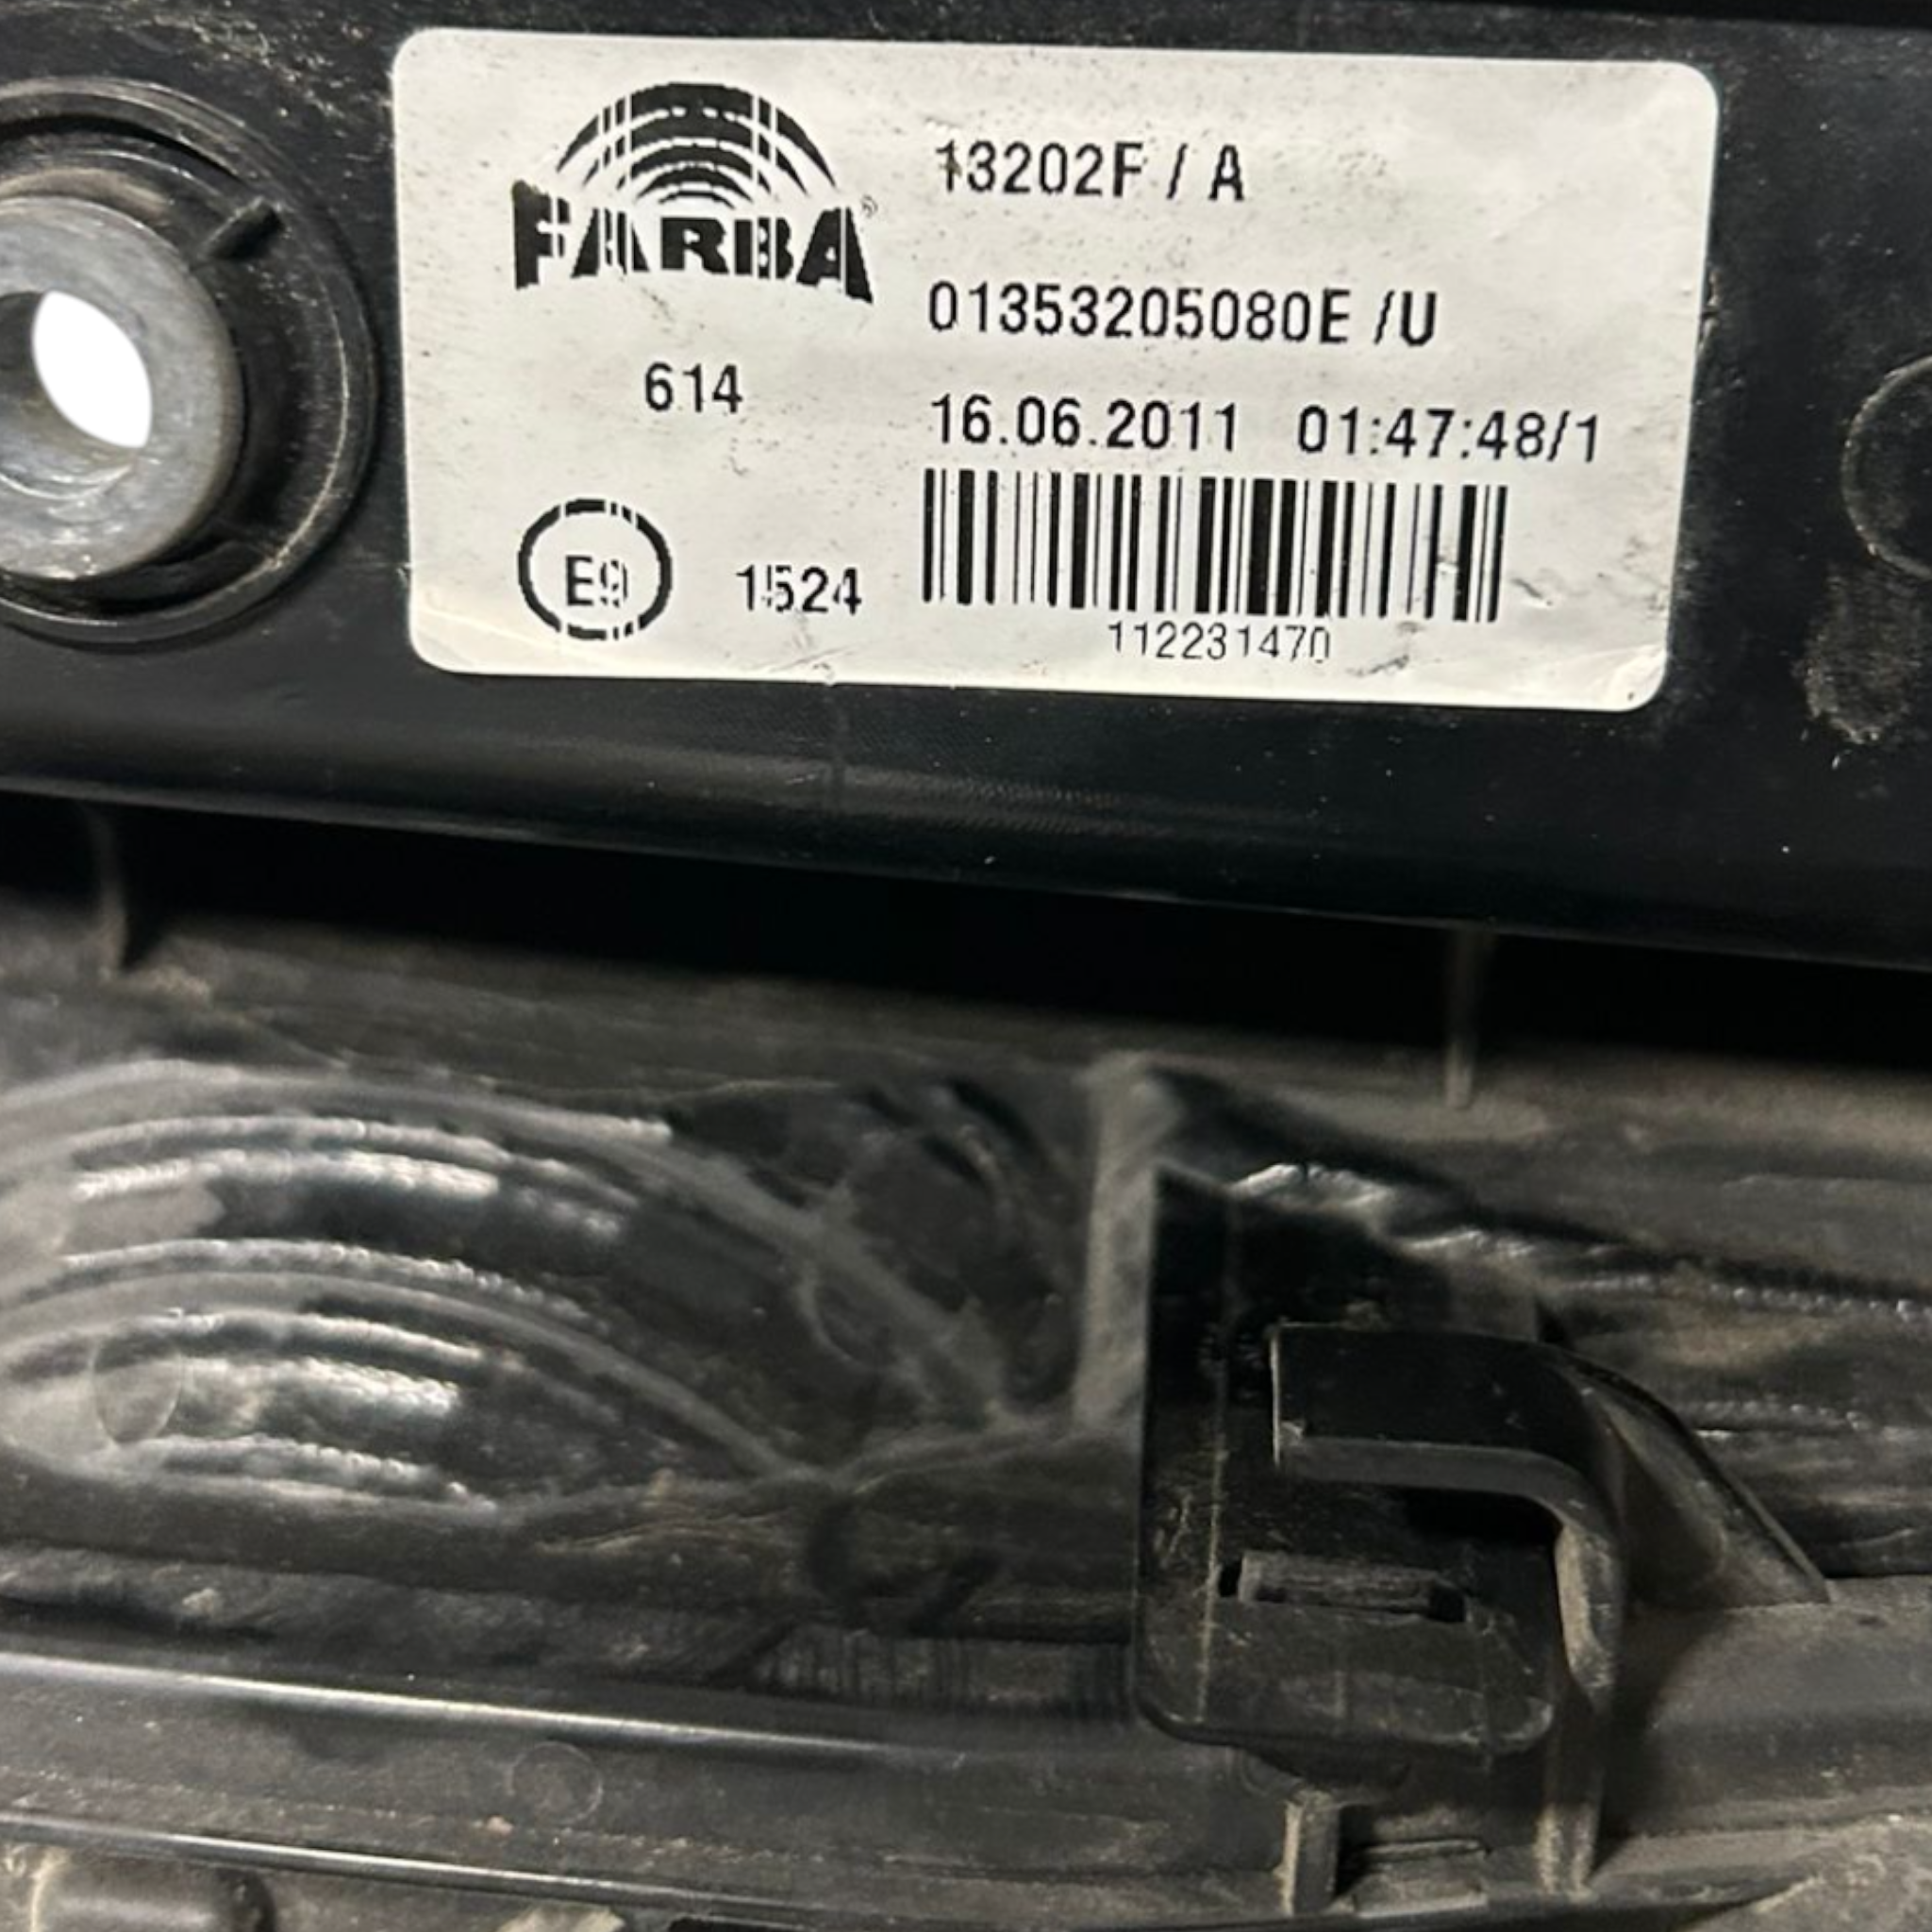 FARBA®
13202F / A
01353205080E /U
614
16.06.2011 01:47:48/1
E9
1524
112231470